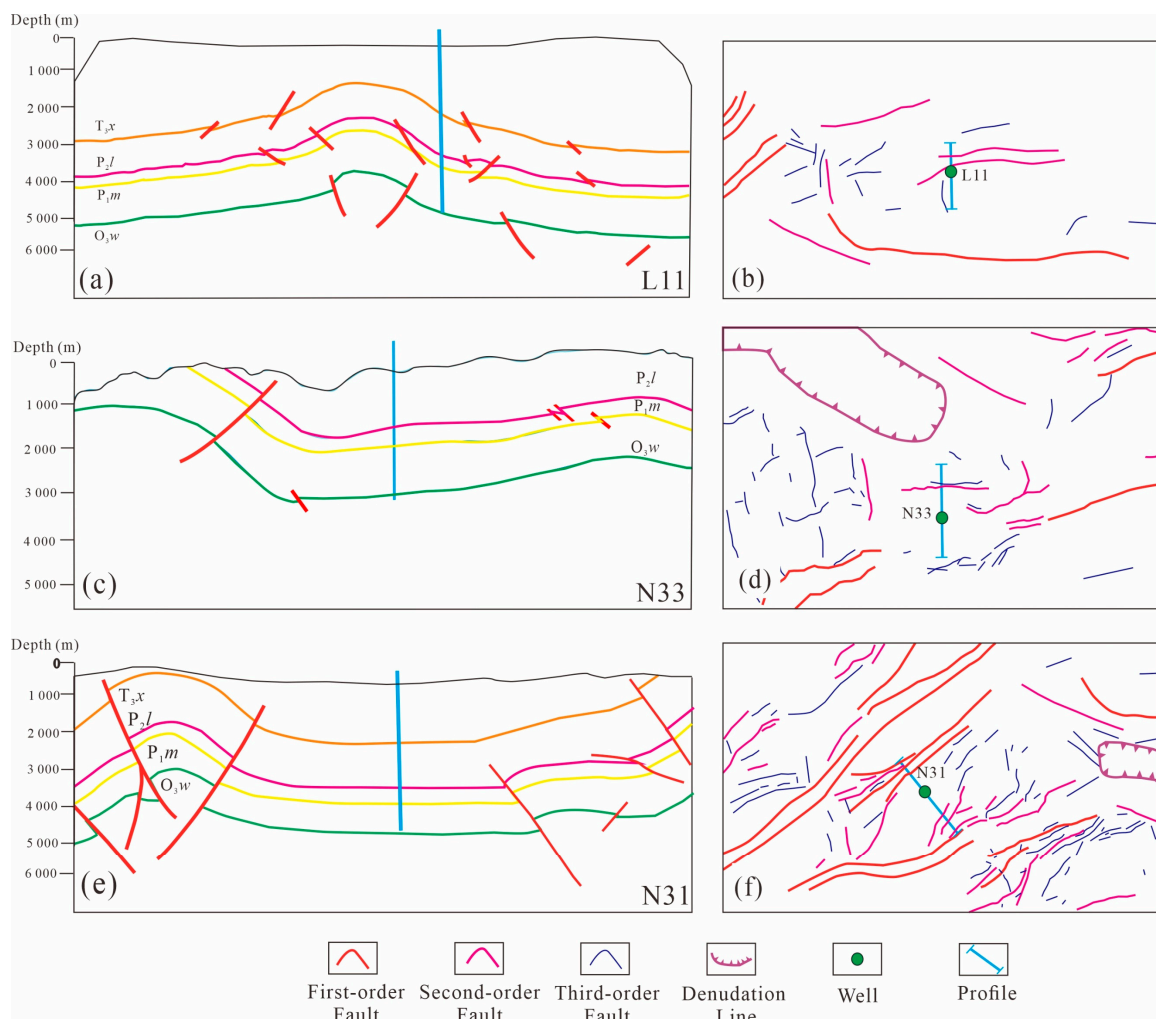 Depth (m)
0
1 000
2 000
3 000
4 000
5 000
6 000
T₃x
P₂l
P₁m
O₃w
(a)
L11
L11
(b)
Depth (m)
0
1 000
2 000
3 000
4 000
5 000
P₂l
P₁m
O₃w
(c)
N33
N33
(d)
Depth (m)
0
1 000
2 000
3 000
4 000
5 000
6 000
T₃x
P₂l
P₁m
O₃w
(e)
N31
N31
(f)
First-order
Fault
Second-order
Fault
Third-order
Fault
Denudation
Line
Well
Profile